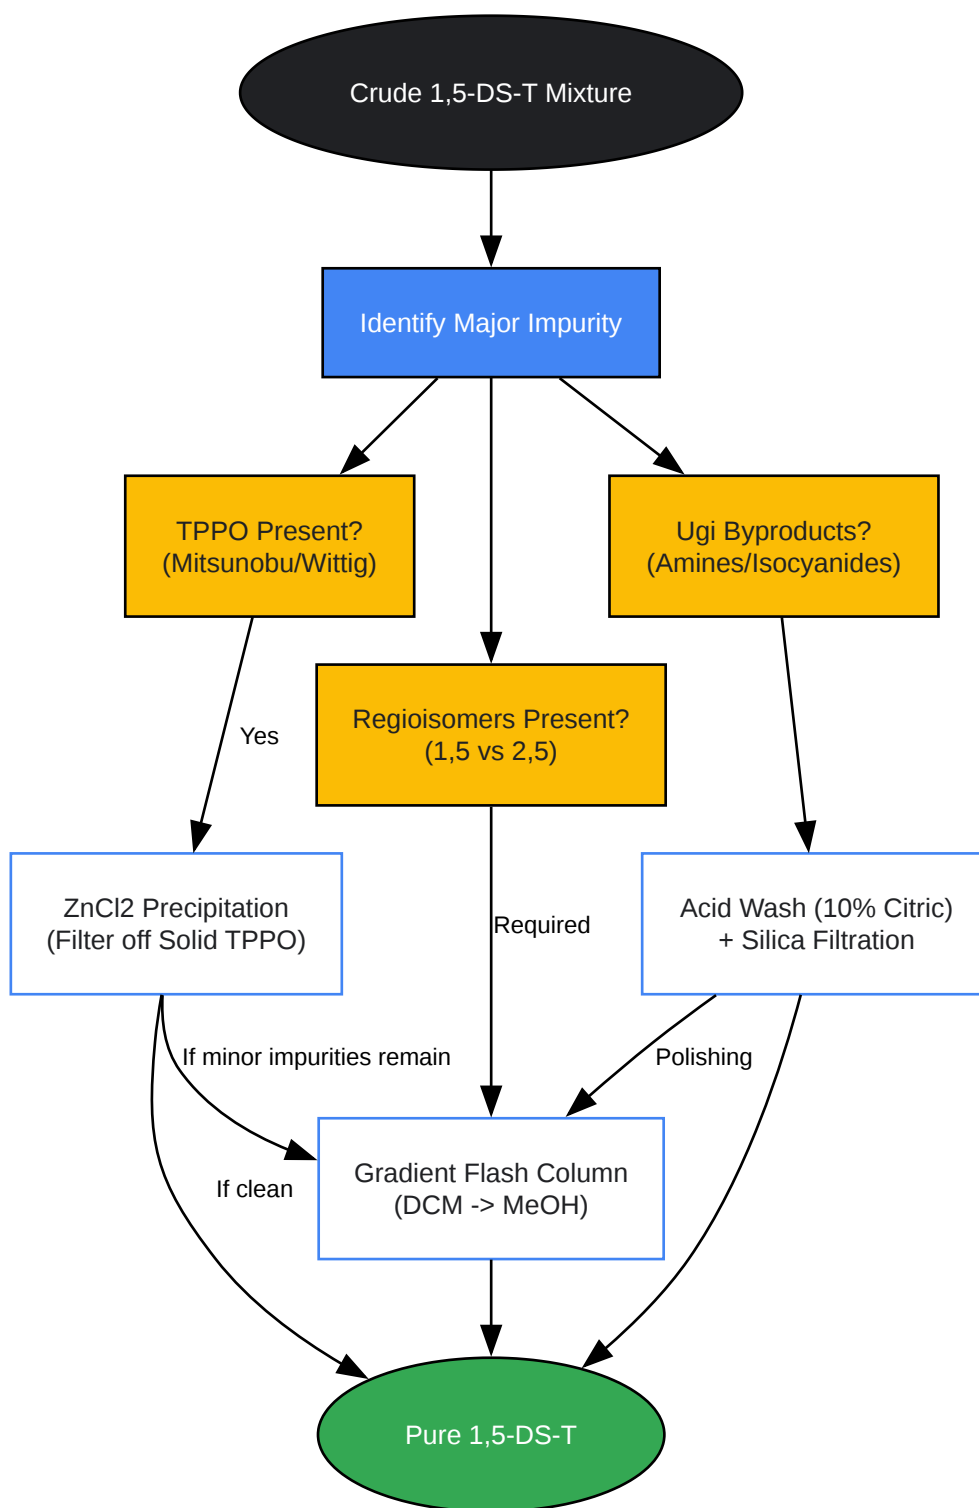 Crude 1,5-DS-T Mixture
Identify Major Impurity
TPPO Present?
(Mitsunobu/Wittig)
Ugi Byproducts?
(Amines/Isocyanides)
Regioisomers Present?
(1,5 vs 2,5)
Yes
ZnCl2 Precipitation
(Filter off Solid TPPO)
Required
Acid Wash (10% Citric)
+ Silica Filtration
If minor impurities remain
Polishing
If clean
Gradient Flash Column
(DCM -> MeOH)
Pure 1,5-DS-T